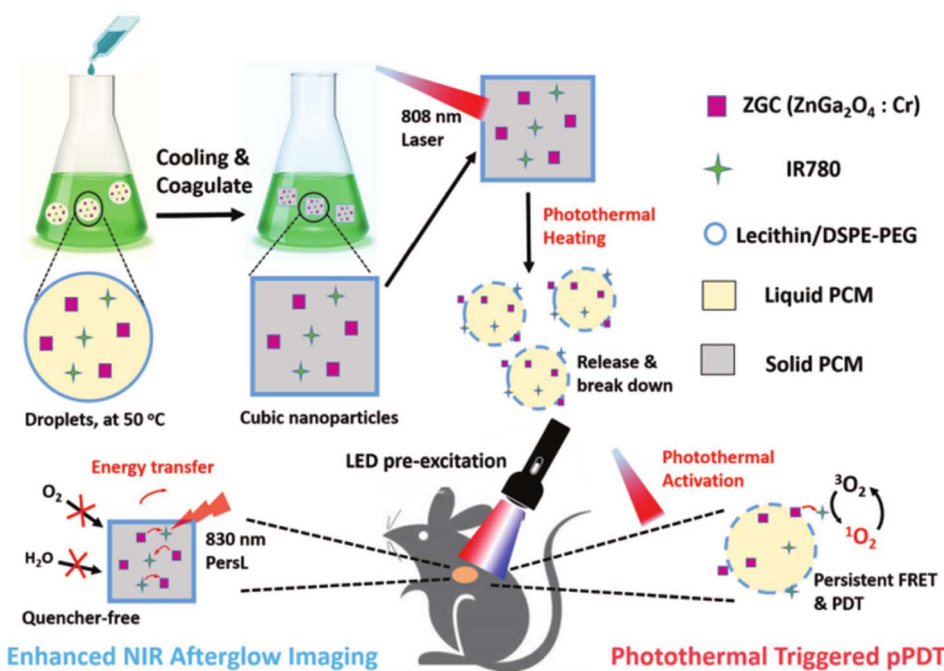 808 nm
Laser
Cooling &
Coagulate
Photothermal
Heating
Release &
break down
Droplets, at 50 °C
Cubic nanoparticles
ZGC (ZnGa₂O₄ : Cr)
IR780
Lecithin/DSPE-PEG
Liquid PCM
Solid PCM
Energy transfer
O₂
H₂O
830 nm
PersL
Quencher-free
LED pre-excitation
Photothermal
Activation
³O₂
¹O₂
Persistent FRET
& PDT
Enhanced NIR Afterglow Imaging
Photothermal Triggered pPDT